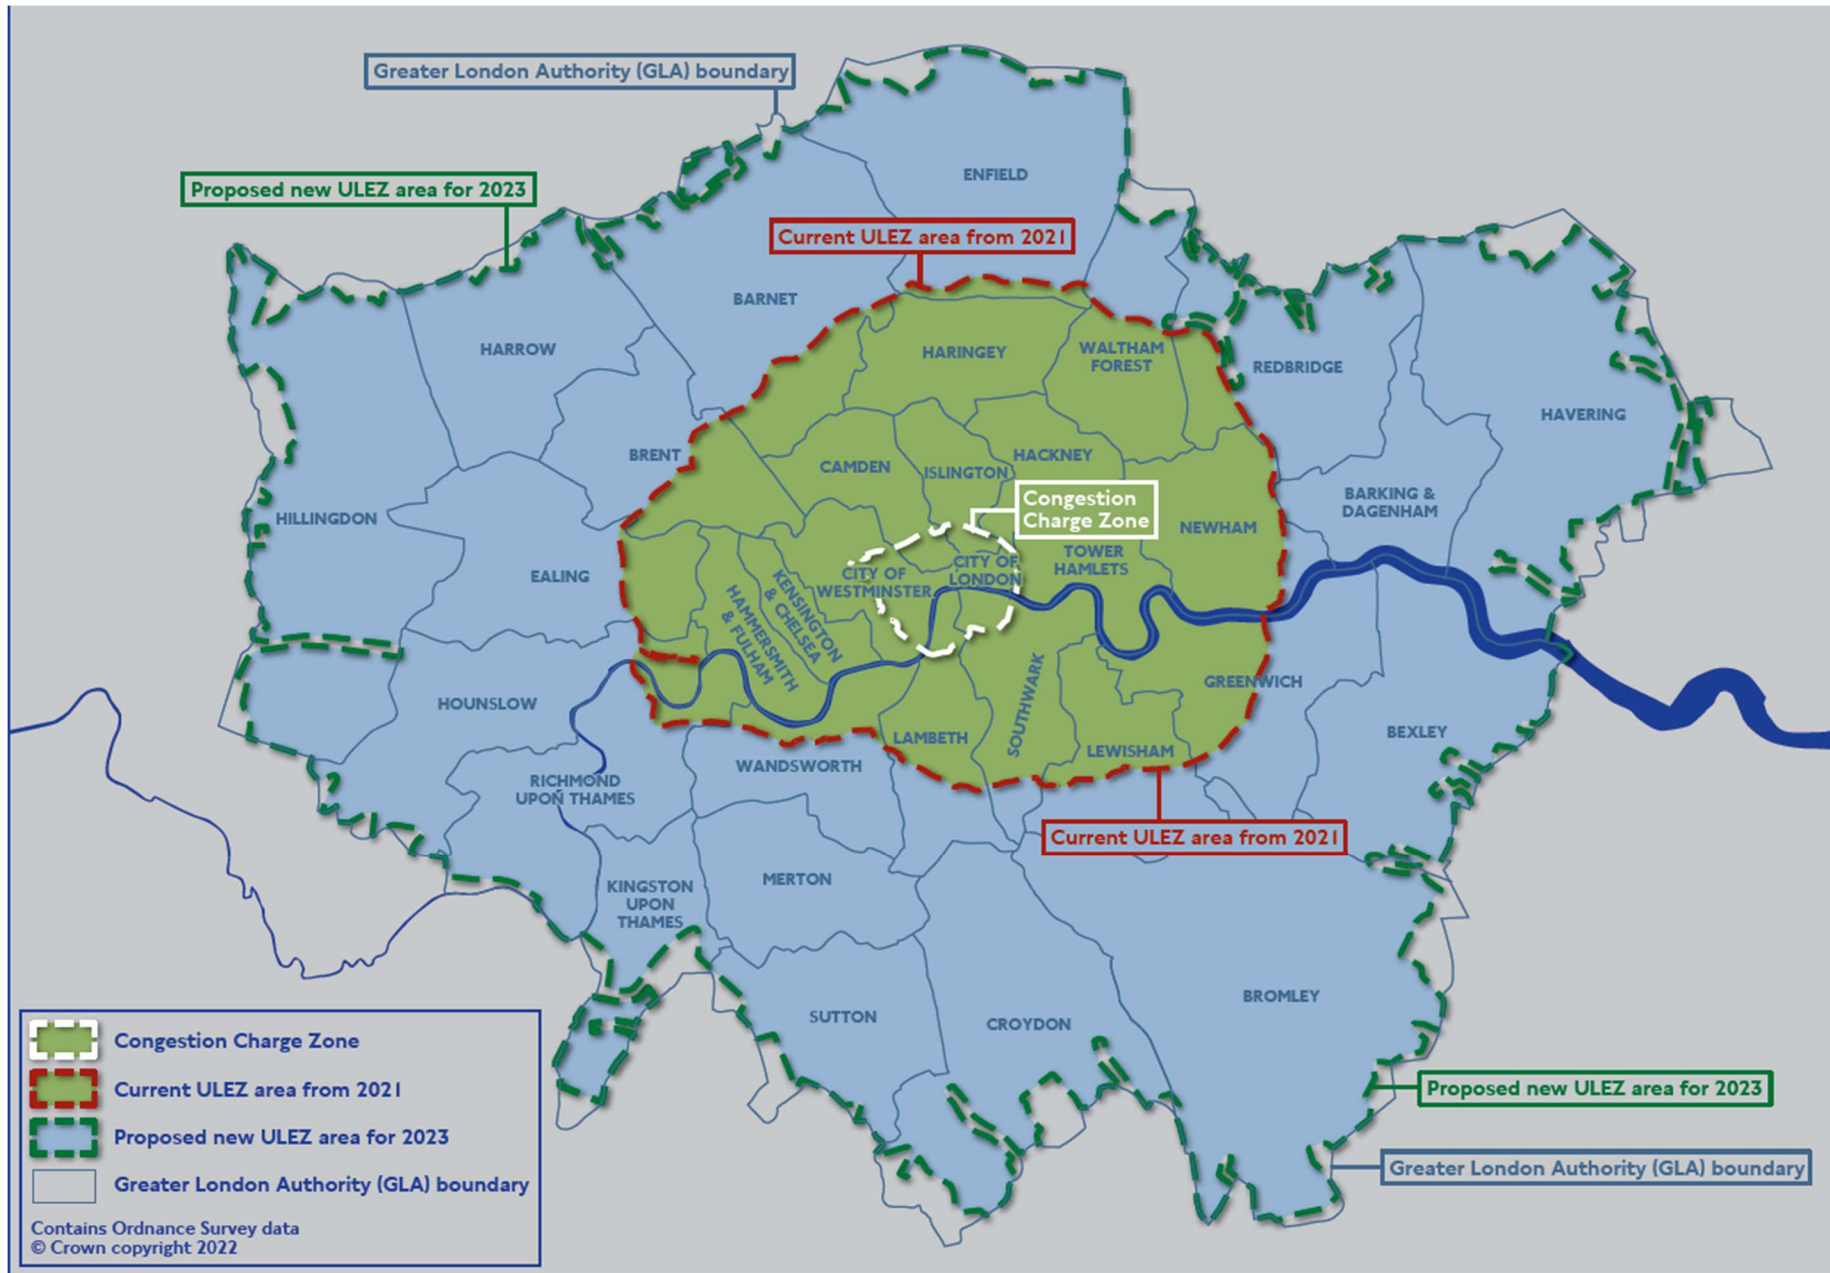 Greater London Authority (GLA) boundary
Proposed new ULEZ area for 2023
ENFIELD
Current ULEZ area from 2021
BARNET
HARROW
HARINGEY
WALTHAM
FOREST
REDBRIDGE
HAVERING
BRENT
CAMDEN
ISLINGTON
HACKNEY
Congestion
Charge Zone
BARKING &
DAGENHAM
HILLINGDON
NEWHAM
EALING
TOWER
HAMLETS
CITY OF
WESTMINSTER
CITY OF
LONDON
KENSINGTON
& CHELSEA
HAMMERSMITH
& FULHAM
HOUNSLOW
GREENWICH
SOUTHWARK
LAMBETH
LEWISHAM
BEXLEY
WANDSWORTH
RICHMOND
UPON THAMES
Current ULEZ area from 2021
MERTON
KINGSTON
UPON
THAMES
BROMLEY
SUTTON
CROYDON
Proposed new ULEZ area for 2023
Greater London Authority (GLA) boundary
Congestion Charge Zone
Current ULEZ area from 2021
Proposed new ULEZ area for 2023
Greater London Authority (GLA) boundary
Contains Ordnance Survey data
© Crown copyright 2022